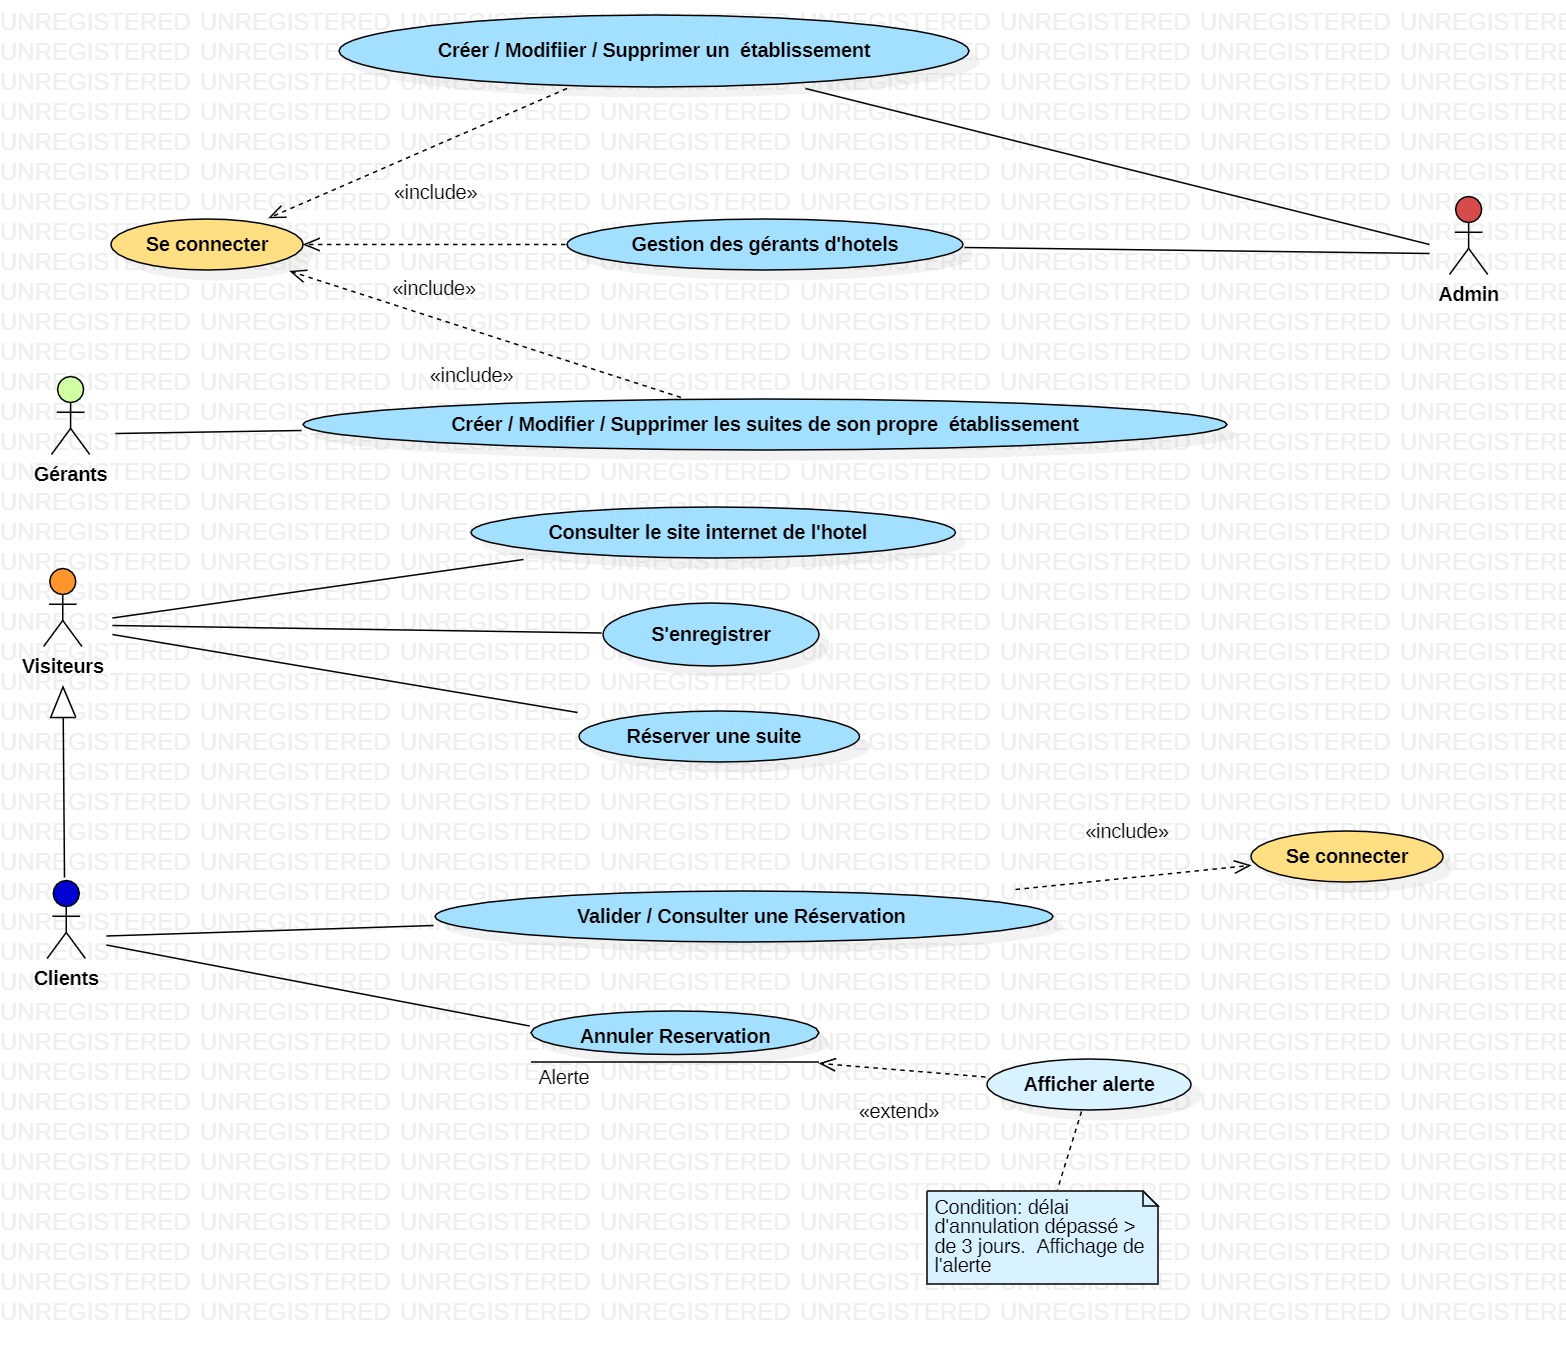 Créer / Modifiier / Supprimer un  établissement
«include»
Se connecter
Gestion des gérants d'hotels
Admin
«include»
«include»
Créer / Modifier / Supprimer les suites de son propre  établissement
Gérants
Consulter le site internet de l'hotel
S'enregistrer
Visiteurs
Réserver une suite
«include»
Se connecter
Valider / Consulter une Réservation
Clients
Annuler Reservation
Alerte
Afficher alerte
«extend»
Condition: délai
d'annulation dépassé >
de 3 jours.  Affichage de
l'alerte
UNREGISTERED